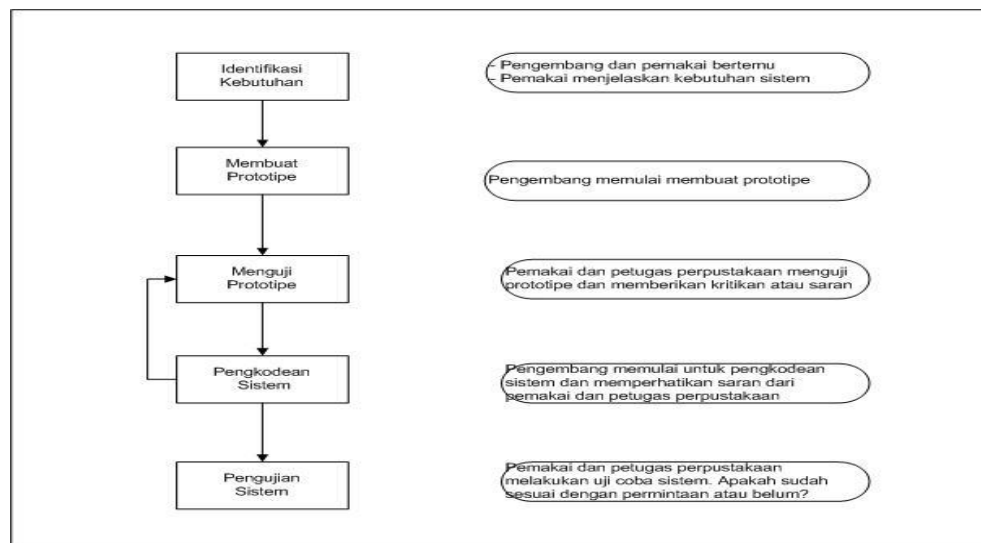 Identifikasi
Kebutuhan
- Pengembang dan pemakai bertemu
- Pemakai menjelaskan kebutuhan sistem
Membuat
Prototipe
Pengembang memulai membuat prototipe
Menguji
Prototipe
Pemakai dan petugas perpustakaan menguji
prototipe dan memberikan kritikan atau saran
Pengkodean
Sistem
Pengembang memulai untuk pengkodean
sistem dan memperhatikan saran dari
pemakai dan petugas perpustakaan
Pengujian
Sistem
Pemakai dan petugas perpustakaan
melakukan uji coba sistem. Apakah sudah
sesuai dengan permintaan atau belum?